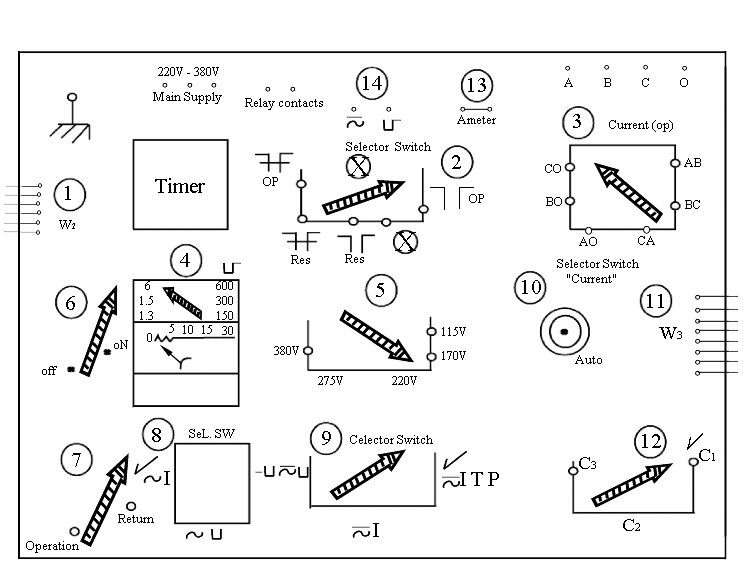 220V - 380V
Main Supply
Relay contacts
14
13
Ameter
A B C O
1
W2
Timer
OP
Selector Switch
2
OP
Res
Res
3
Current (op)
CO
AB
BO
BC
AO
CA
Selector Switch
"Current"
4
6 600
1.5 300
1.3 150
0 5 10 15 30
5
380V
115V
170V
275V
220V
6
off
oN
10
Auto
11
W3
7
Operation
Return
8
SeL. SW
~I
~
9
Celector Switch
I T P
I
12
C3
C1
C2